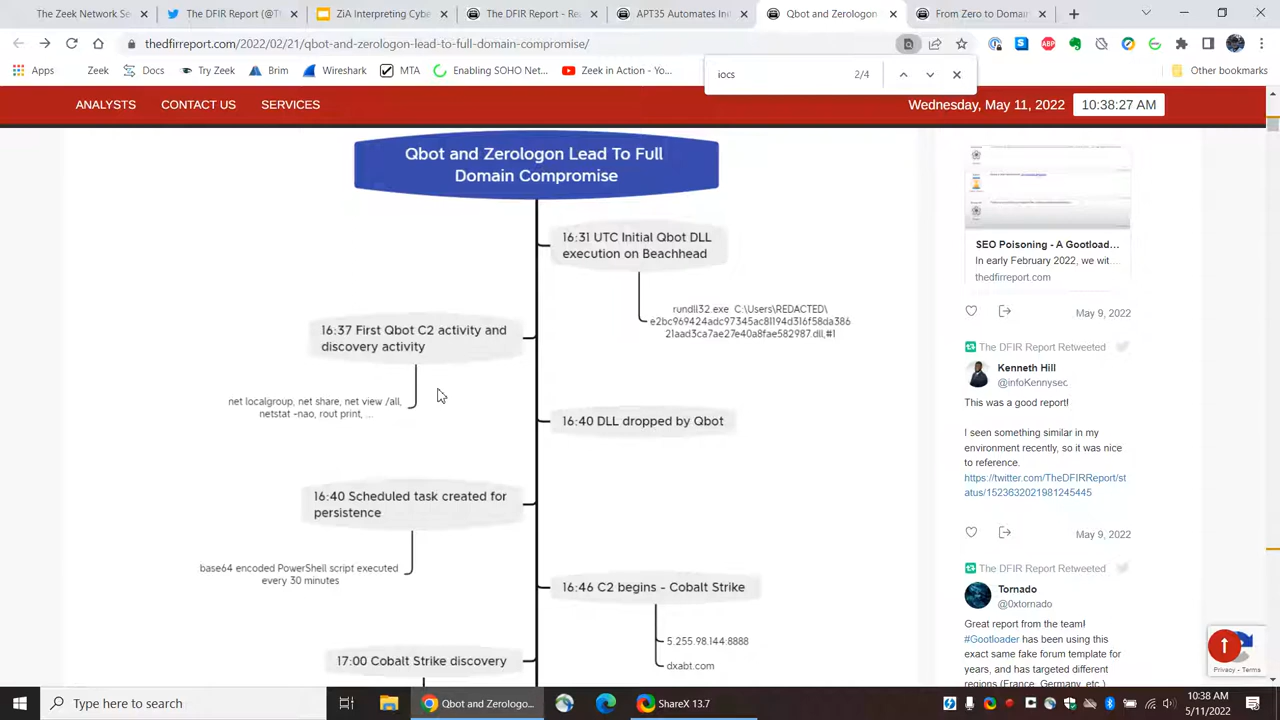 The DFIR Report (@T
ZiA Interpreting Cybe
The DFIR Report - Re
APT35 Automates Ini
Qbot and Zerologon
From Zero to Domain
thedfirreport.com/2022/02/21/qbot-and-zerologon-lead-to-full-domain-compromise/
Apps
Zeek
Docs
Try Zeek
Brim
Wireshark
MTA
Enabling SOHO Net...
Zeek in Action - Yo...
iocs
2/4
Other bookmarks
ANALYSTS
CONTACT US
SERVICES
Wednesday, May 11, 2022
10:38:27 AM
Qbot and Zerologon Lead To Full
Domain Compromise
16:31 UTC Initial Qbot DLL
execution on Beachhead
rundll32.exe C:\Users\REDACTED\
e2bc969424adc97345ac81194d316f58da386
21aad3ca7ae27e40a8fae582987.dll,#1
16:37 First Qbot C2 activity and
discovery activity
net localgroup, net share, net view /all,
netstat -nao, rout print, ...
16:40 DLL dropped by Qbot
16:40 Scheduled task created for
persistence
base64 encoded PowerShell script executed
every 30 minutes
16:46 C2 begins - Cobalt Strike
5.255.98.144:8888
dxabt.com
17:00 Cobalt Strike discovery
SEO Poisoning - A Gootload...
In early February 2022, we wit...
thedfirreport.com
May 9, 2022
The DFIR Report Retweeted
Kenneth Hill
@infoKennysec
This was a good report!
I seen something similar in my
environment recently, so it was nice
to reference.
https://twitter.com/TheDFIRReport/st
atus/1523632021981245445
May 9, 2022
The DFIR Report Retweeted
Tornado
@0xtornado
Great report from the team!
#Gootloader has been using this
exact same fake forum template for
years, and has targeted different
regions (France, Germany, etc.)
Privacy - Terms
Type here to search
Qbot and Zerologo...
ShareX 13.7
10:38 AM
5/11/2022